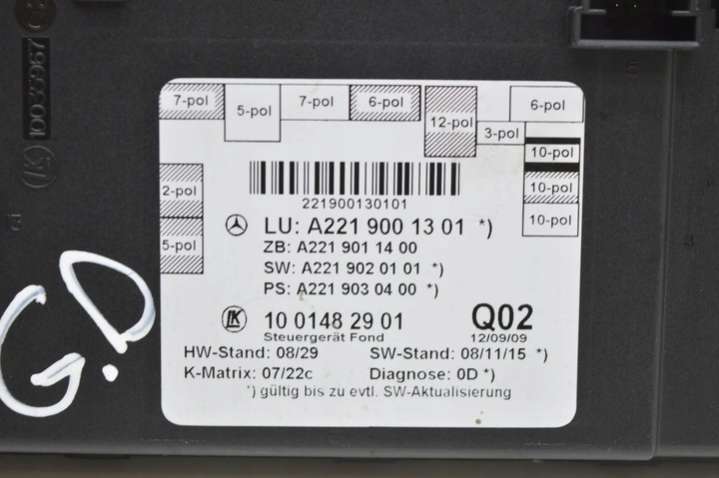 7-pol
5-pol
7-pol
6-pol
12-pol
3-pol
6-pol
10-pol
10-pol
10-pol
2-pol
5-pol
221900130101
LU: A221 900 13 01 *)
ZB: A221 901 14 00
SW: A221 902 01 01 *)
PS: A221 903 04 00 *)
LK 10 0148 29 01 Q02
Steuergerät Fond 12/09/09
HW-Stand: 08/29 SW-Stand: 08/11/15 *)
K-Matrix: 07/22c Diagnose: 0D *)
*) gültig bis zu evtl. SW-Aktualisierung
G.D